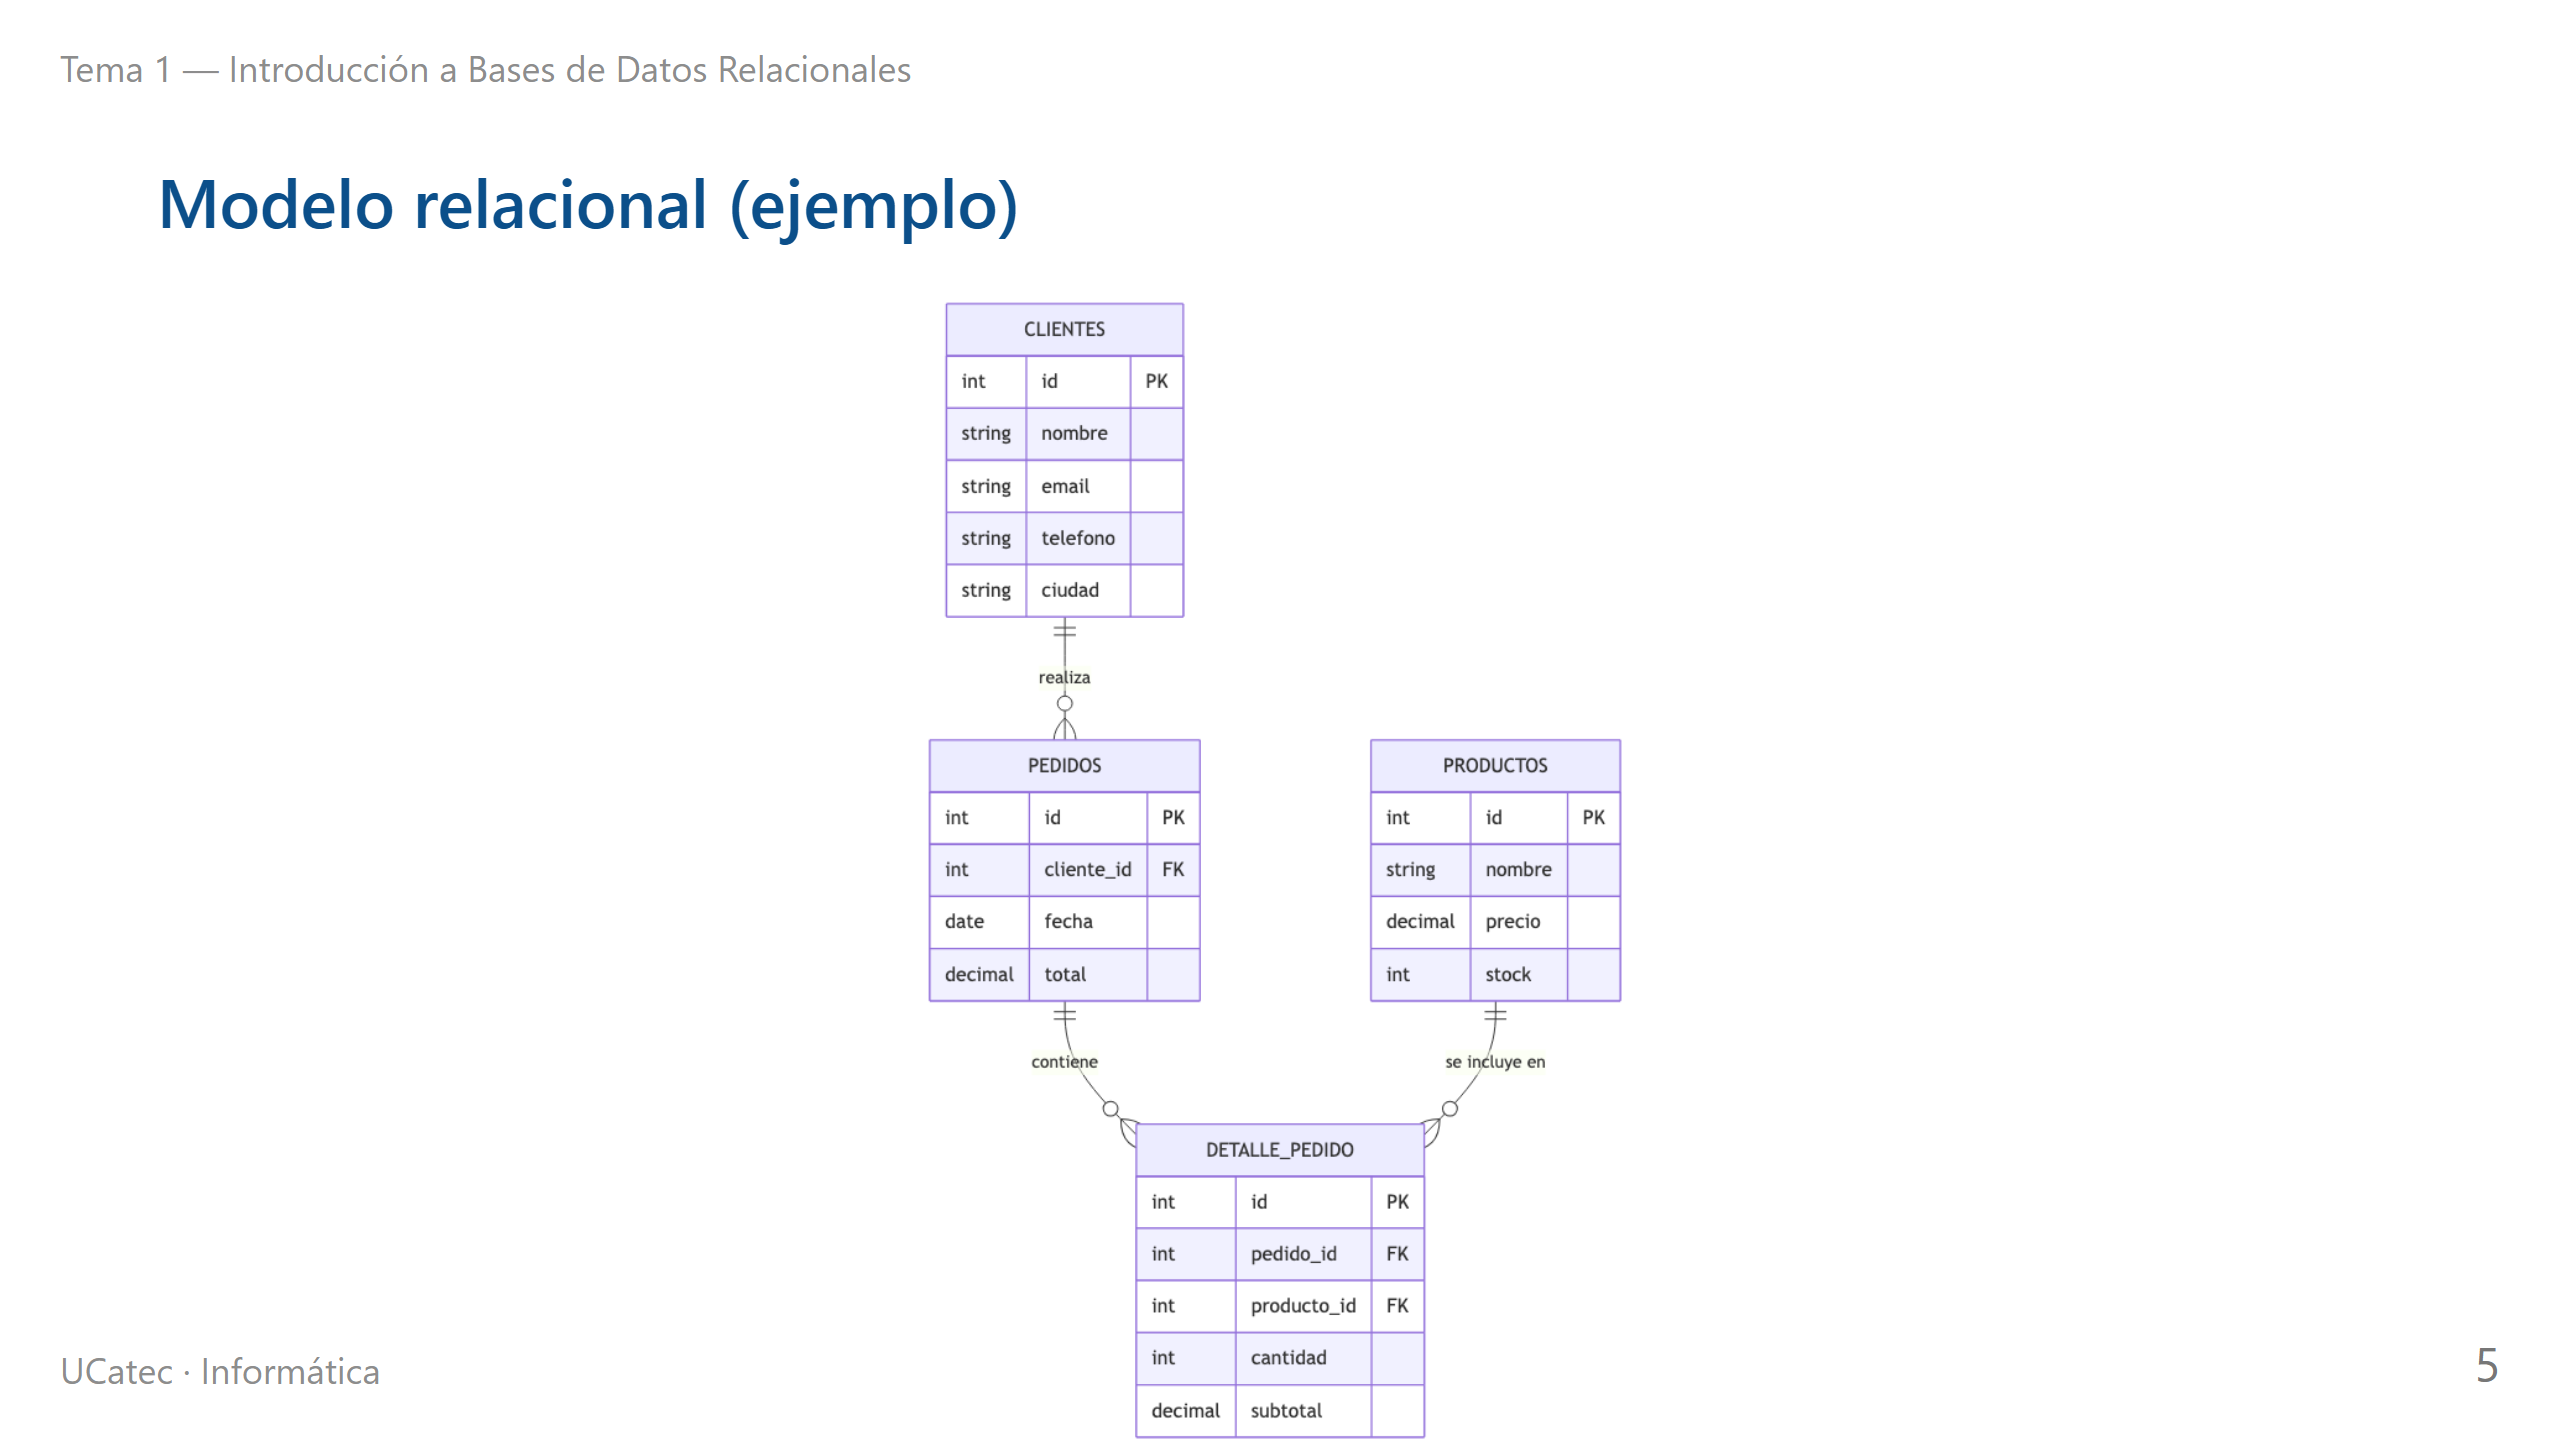 Tema 1 — Introducción a Bases de Datos Relacionales
Modelo relacional (ejemplo)
CLIENTES
int id PK
string nombre
string email
string telefono
string ciudad
realiza
PEDIDOS
int id PK
int cliente_id FK
date fecha
decimal total
PRODUCTOS
int id PK
string nombre
decimal precio
int stock
contiene
se incluye en
DETALLE_PEDIDO
int id PK
int pedido_id FK
int producto_id FK
int cantidad
decimal subtotal
UCatec · Informática
5